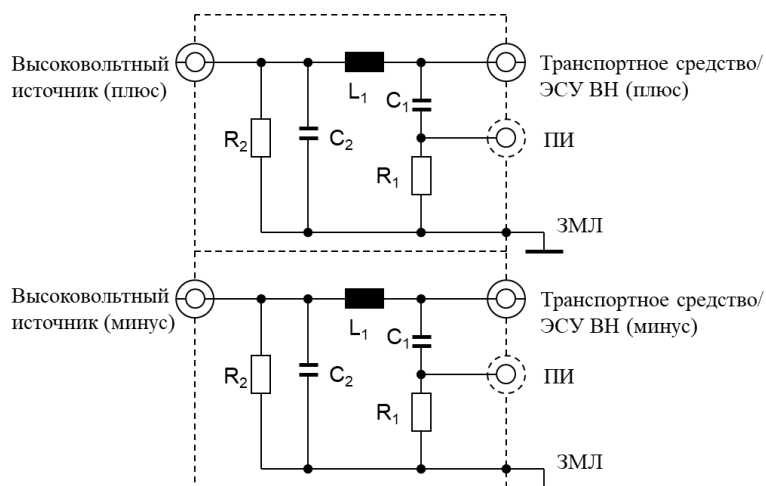 Высоковольтный
источник (плюс)
Транспортное средство/
ЭСУ ВН (плюс)
L₁
C₁
R₂
C₂
ПИ
R₁
ЗМЛ
Высоковольтный
источник (минус)
Транспортное средство/
ЭСУ ВН (минус)
L₁
C₁
R₂
C₂
ПИ
R₁
ЗМЛ